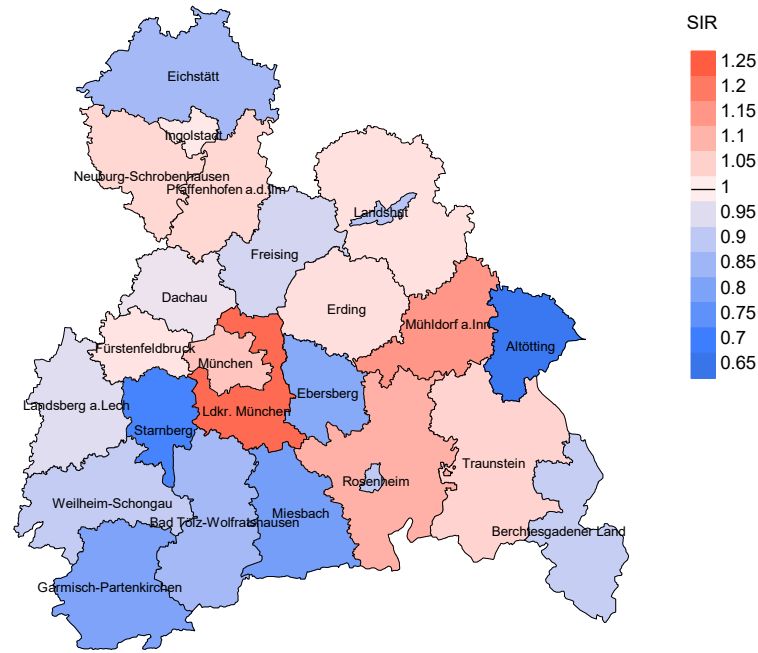 SIR
1.25
1.2
1.15
1.1
1.05
1
0.95
0.9
0.85
0.8
0.75
0.7
0.65
Eichstätt
Ingolstadt
Neuburg-Schrobenhausen
Pfaffenhofen a.d.Ilm
Landshut
Freising
Dachau
Erding
Mühldorf a.Inn
Altötting
Fürstenfeldbruck
München
Ebersberg
Landsberg a.Lech
Ldkr. München
Starnberg
Traunstein
Rosenheim
Weilheim-Schongau
Miesbach
Bad Tölz-Wolfratshausen
Berchtesgadener Land
Garmisch-Partenkirchen